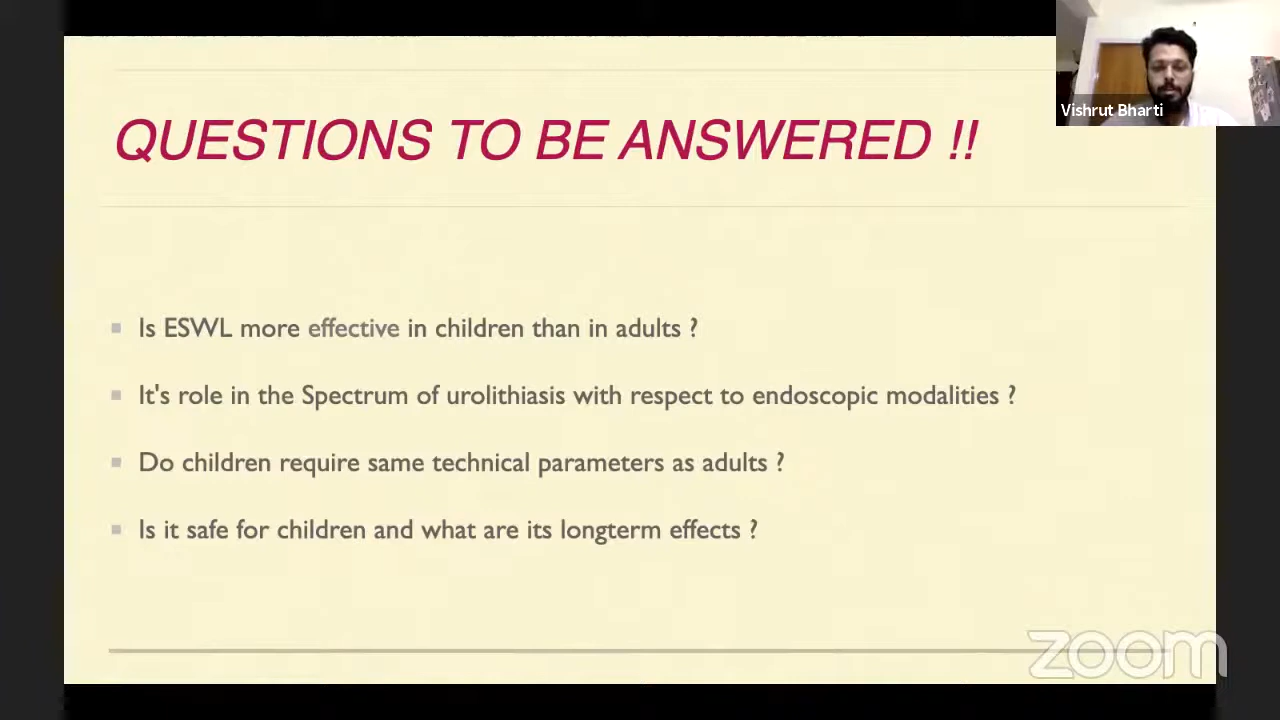 Vishrut Bharti
QUESTIONS TO BE ANSWERED !!
Is ESWL more effective in children than in adults ?
It's role in the Spectrum of urolithiasis with respect to endoscopic modalities ?
Do children require same technical parameters as adults ?
Is it safe for children and what are its longterm effects ?
zoom